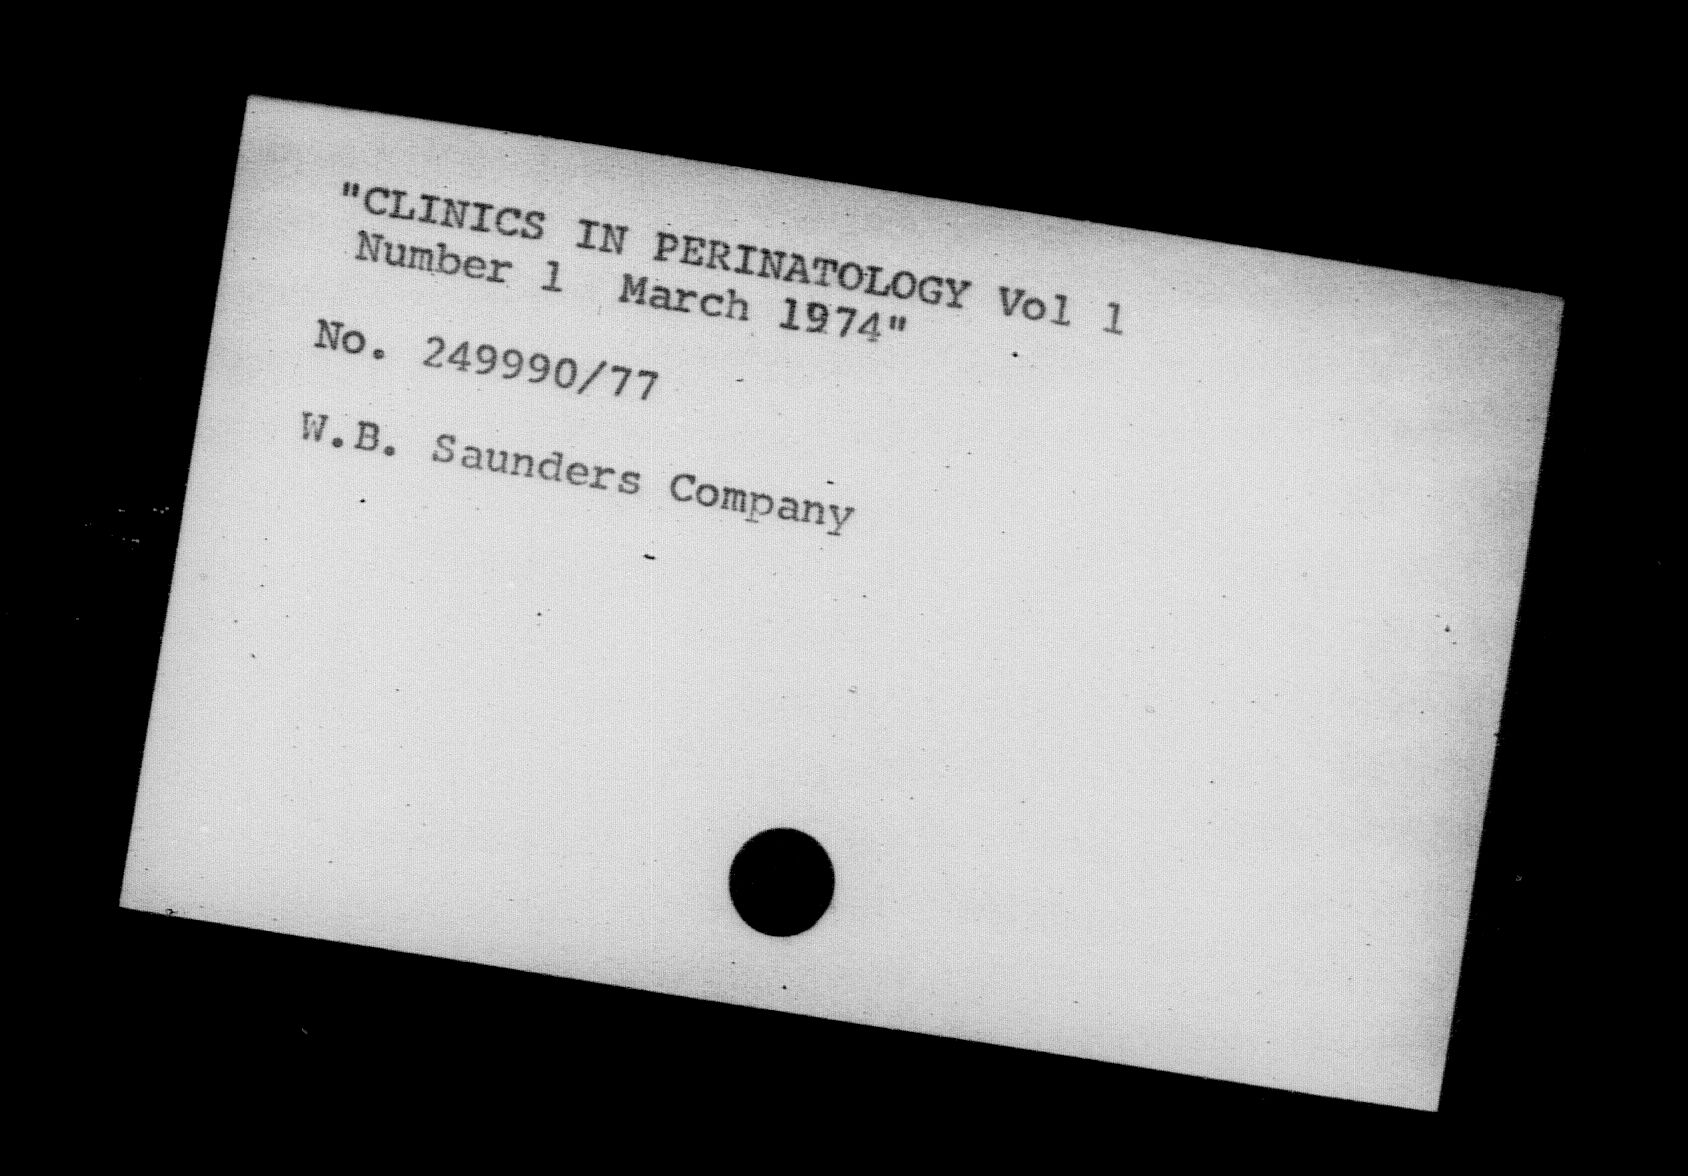 "CLINICS IN PERINATOLOGY Vol 1
Number 1  March 1974"
No. 249990/77
W.B. Saunders Company